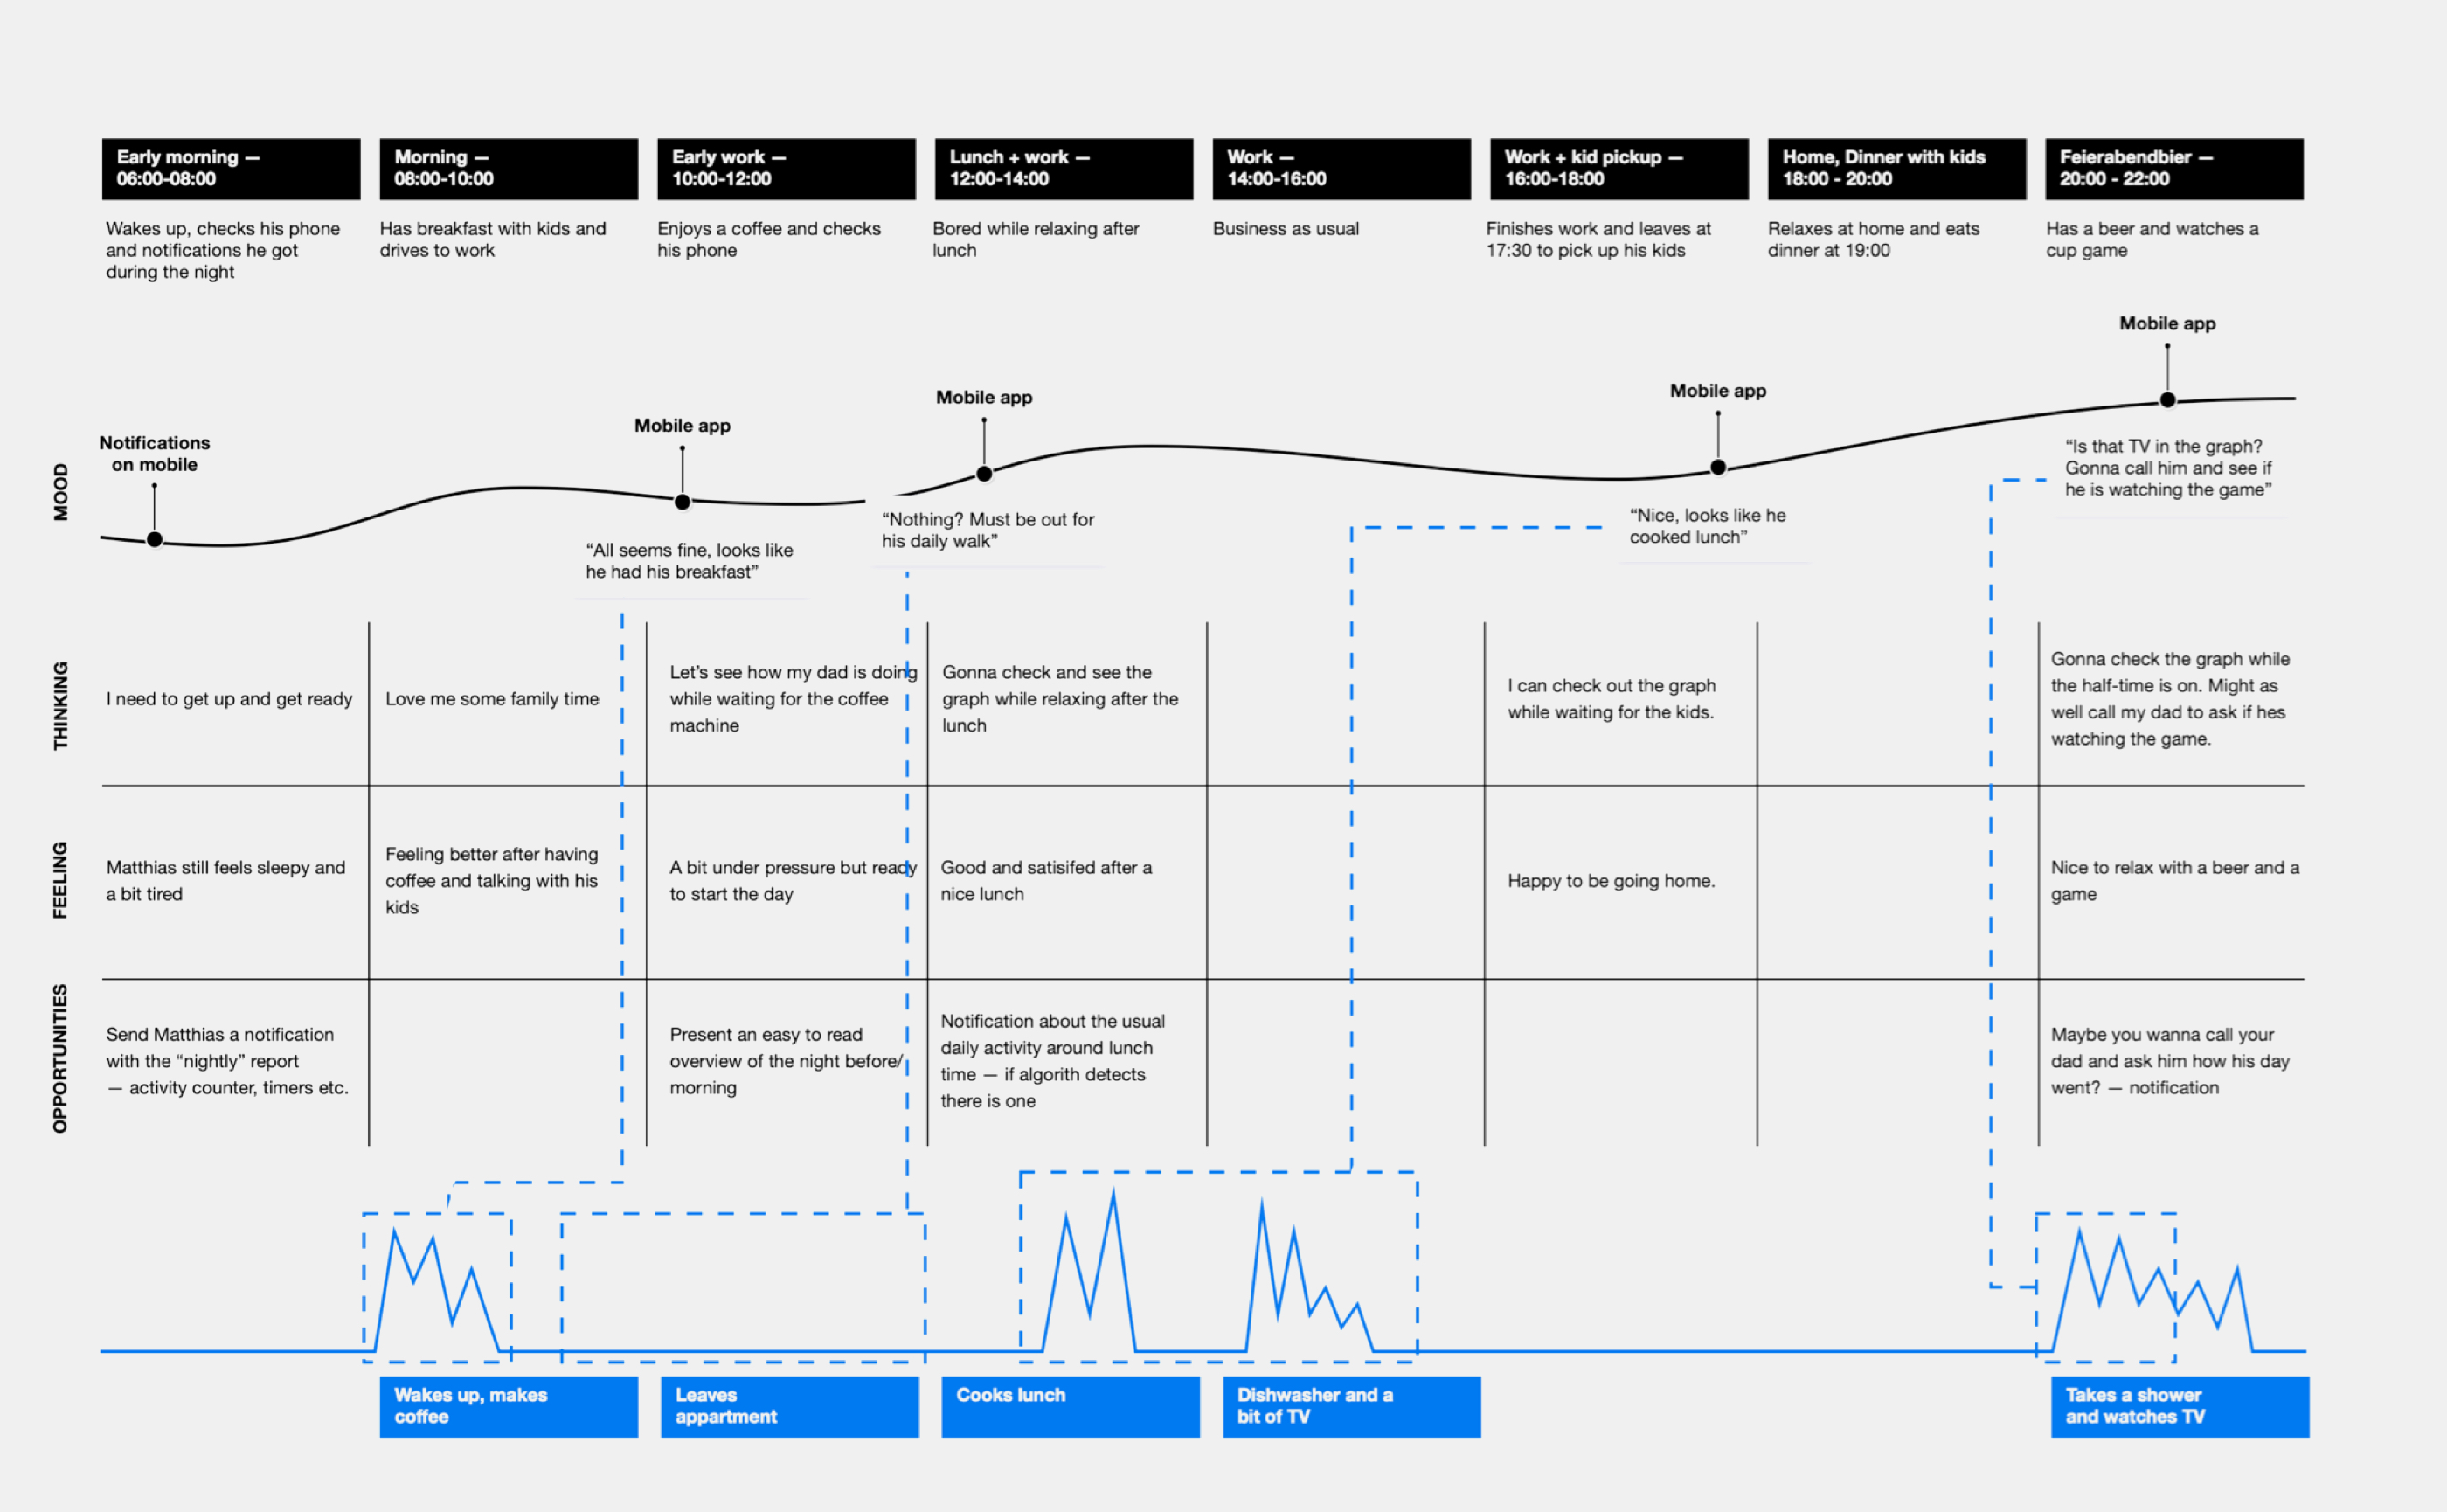 Early morning —
06:00-08:00
Morning —
08:00-10:00
Early work —
10:00-12:00
Lunch + work —
12:00-14:00
Work —
14:00-16:00
Work + kid pickup —
16:00-18:00
Home, Dinner with kids
18:00 - 20:00
Feierabendbier —
20:00 - 22:00
Wakes up, checks his phone
and notifications he got
during the night
Has breakfast with kids and
drives to work
Enjoys a coffee and checks
his phone
Bored while relaxing after
lunch
Business as usual
Finishes work and leaves at
17:30 to pick up his kids
Relaxes at home and eats
dinner at 19:00
Has a beer and watches a
cup game
MOOD
Notifications
on mobile
Mobile app
“All seems fine, looks like
he had his breakfast”
Mobile app
“Nothing? Must be out for
his daily walk”
Mobile app
“Nice, looks like he
cooked lunch”
Mobile app
“Is that TV in the graph?
Gonna call him and see if
he is watching the game”
THINKING
I need to get up and get ready
Love me some family time
Let’s see how my dad is doing
while waiting for the coffee
machine
Gonna check and see the
graph while relaxing after the
lunch
I can check out the graph
while waiting for the kids.
Gonna check the graph while
the half-time is on. Might as
well call my dad to ask if hes
watching the game.
FEELING
Matthias still feels sleepy and
a bit tired
Feeling better after having
coffee and talking with his
kids
A bit under pressure but ready
to start the day
Good and satisifed after a
nice lunch
Happy to be going home.
Nice to relax with a beer and a
game
OPPORTUNITIES
Send Matthias a notification
with the “nightly” report
— activity counter, timers etc.
Present an easy to read
overview of the night before/
morning
Notification about the usual
daily activity around lunch
time — if algorith detects
there is one
Maybe you wanna call your
dad and ask him how his day
went? — notification
Wakes up, makes
coffee
Leaves
appartment
Cooks lunch
Dishwasher and a
bit of TV
Takes a shower
and watches TV